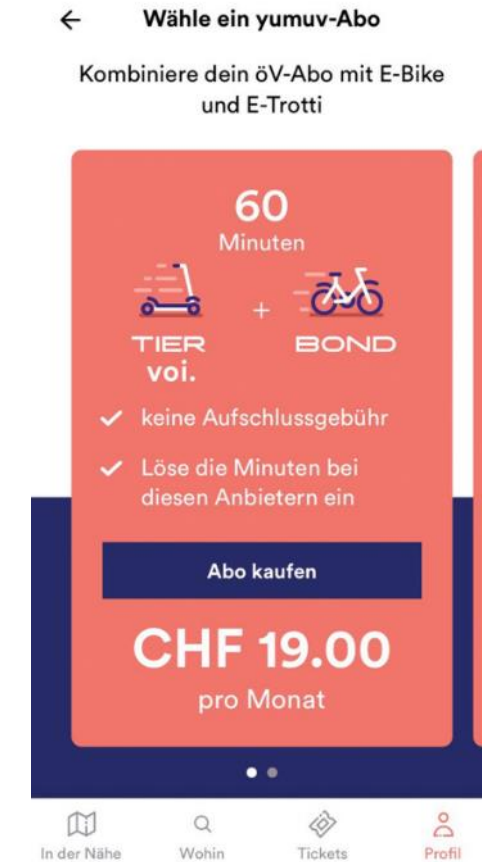 Wähle ein yumuv-Abo
Kombiniere dein öV-Abo mit E-Bike
und E-Trotti
60
Minuten
+
TIER
BOND
voi.
keine Aufschlussgebühr
Löse die Minuten bei
diesen Anbietern ein
Abo kaufen
CHF 19.00
pro Monat
In der Nähe
Wohin
Tickets
Profil